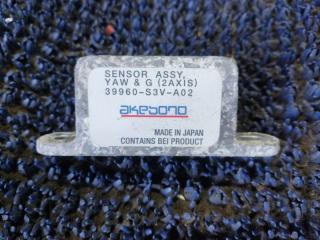 SENSOR ASSY,
YAW & G (2AXIS)
39960-S3V-A02
akebono
MADE IN JAPAN
CONTAINS BEI PRODUCT